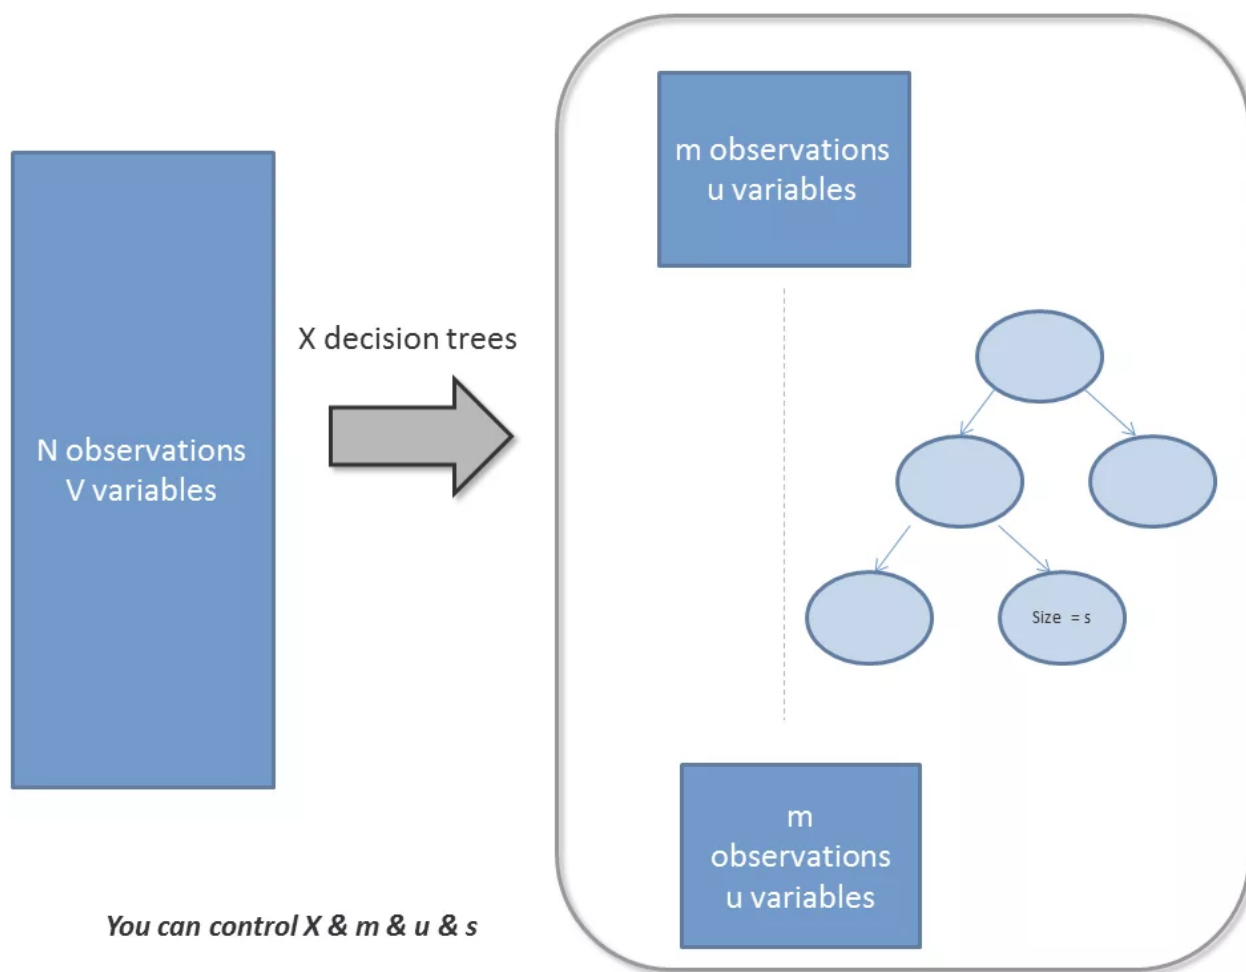 m observations
u variables
X decision trees
N observations
V variables
Size = s
m
observations
u variables
You can control X & m & u & s